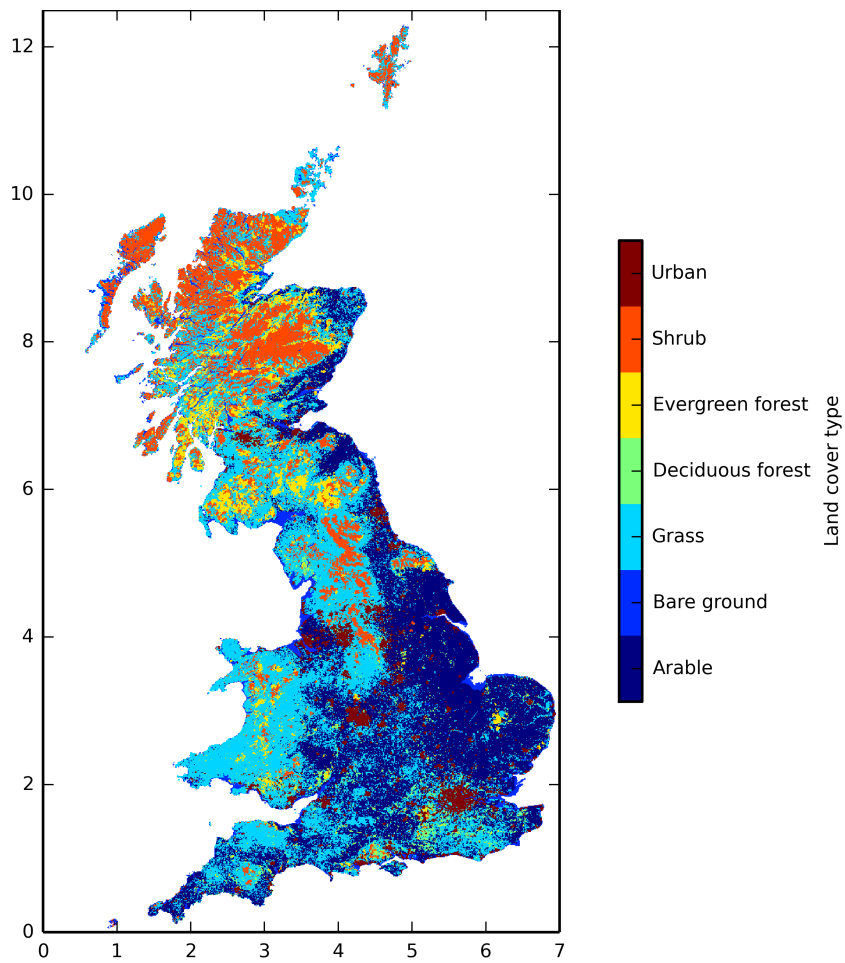 12
10
8
6
4
2
0
0 1 2 3 4 5 6 7
Urban
Shrub
Evergreen forest
Deciduous forest
Grass
Bare ground
Arable
Land cover type